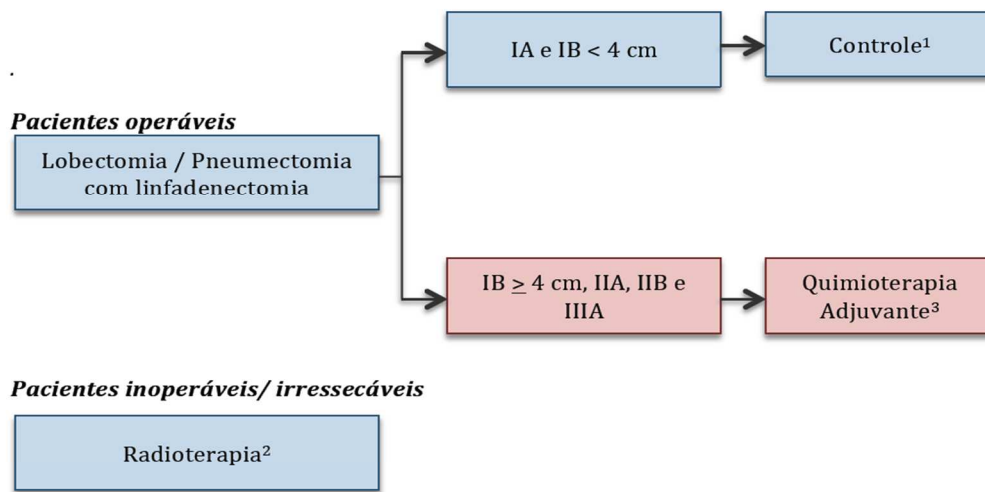 .
Pacientes operáveis
Lobectomia / Pneumectomia
com linfadenectomia
IA e IB < 4 cm
Controle¹
IB ≥ 4 cm, IIA, IIB e
IIIA
Quimioterapia
Adjuvante³
Pacientes inoperáveis/ irressecáveis
Radioterapia²